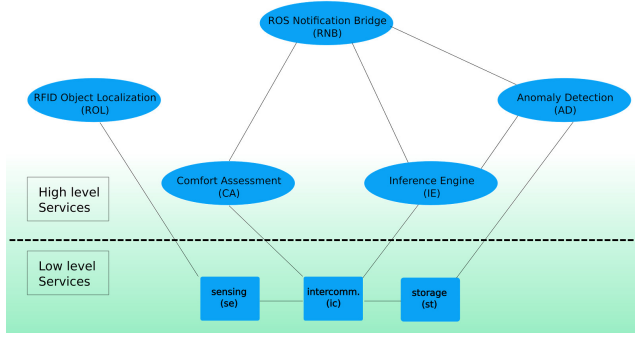 ROS Notification Bridge
(RNB)
RFID Object Localization
(ROL)
Anomaly Detection
(AD)
Comfort Assessment
(CA)
Inference Engine
(IE)
High level
Services
Low level
Services
sensing
(se)
intercomm.
(ic)
storage
(st)